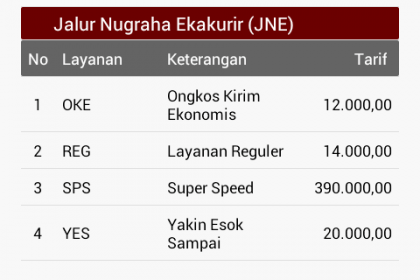 Jalur Nugraha Ekakurir (JNE)
No Layanan Keterangan Tarif
1 OKE Ongkos Kirim Ekonomis 12.000,00
2 REG Layanan Reguler 14.000,00
3 SPS Super Speed 390.000,00
4 YES Yakin Esok Sampai 20.000,00